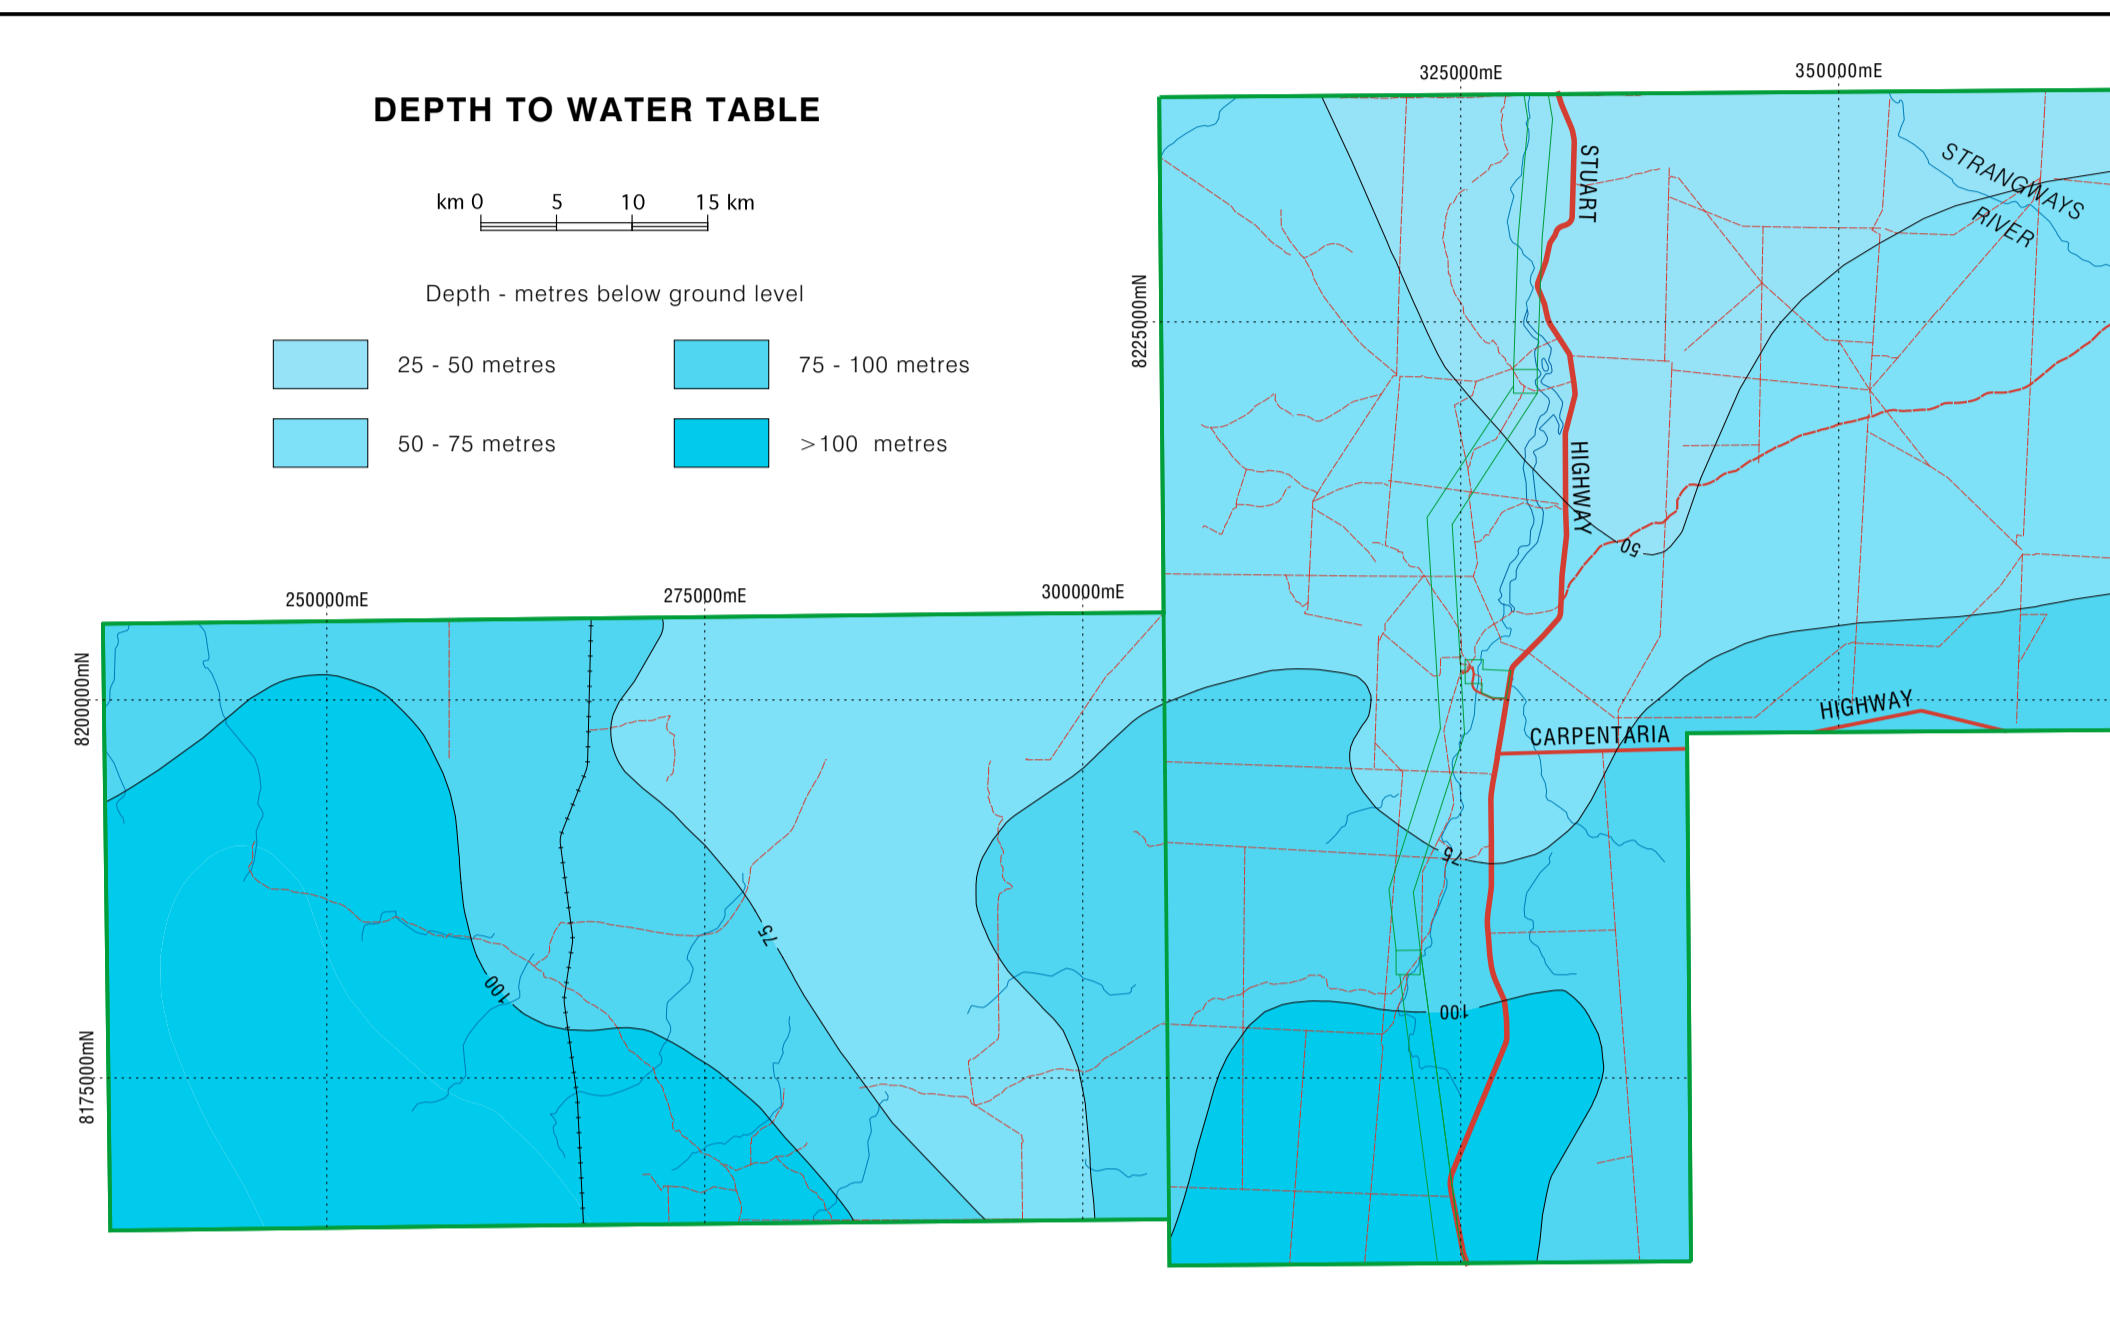 325000mE
350000mE
DEPTH TO WATER TABLE
km 0 5 10 15 km
Depth - metres below ground level
25 - 50 metres
75 - 100 metres
50 - 75 metres
>100 metres
STUART
STRANGWAYS
RIVER
8225000mN
HIGHWAY
50
250000mE
275000mE
300000mE
8200000mN
HIGHWAY
CARPENTARIA
75
75
100
100
8175000mN